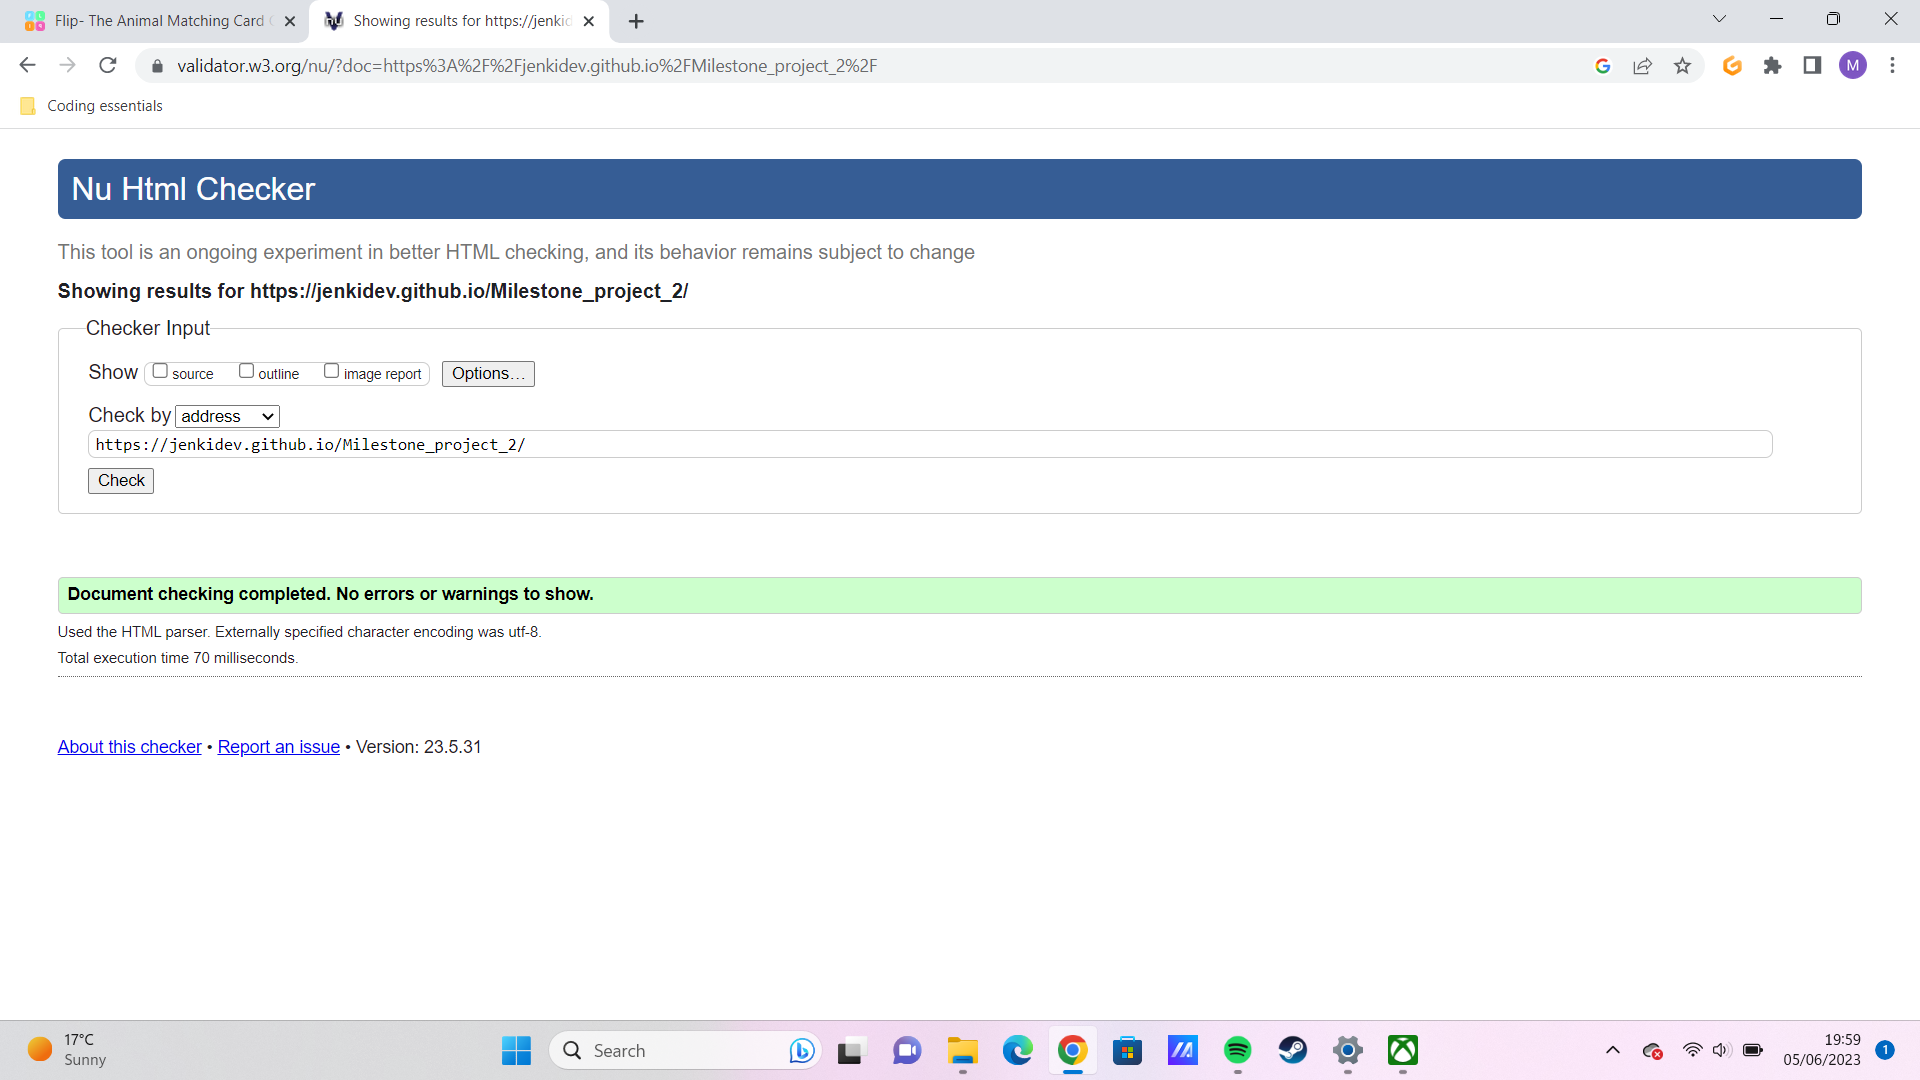 Flip- The Animal Matching Card
Showing results for https://jenkid
validator.w3.org/nu/?doc=https%3A%2F%2Fjenkidev.github.io%2FMilestone_project_2%2F
M
Coding essentials
Nu Html Checker
This tool is an ongoing experiment in better HTML checking, and its behavior remains subject to change
Showing results for https://jenkidev.github.io/Milestone_project_2/
Checker Input
Show source outline image report Options...
Check by address
https://jenkidev.github.io/Milestone_project_2/
Check
Document checking completed. No errors or warnings to show.
Used the HTML parser. Externally specified character encoding was utf-8.
Total execution time 70 milliseconds.
About this checker • Report an issue • Version: 23.5.31
17°C
Sunny
Search
19:59
05/06/2023
1